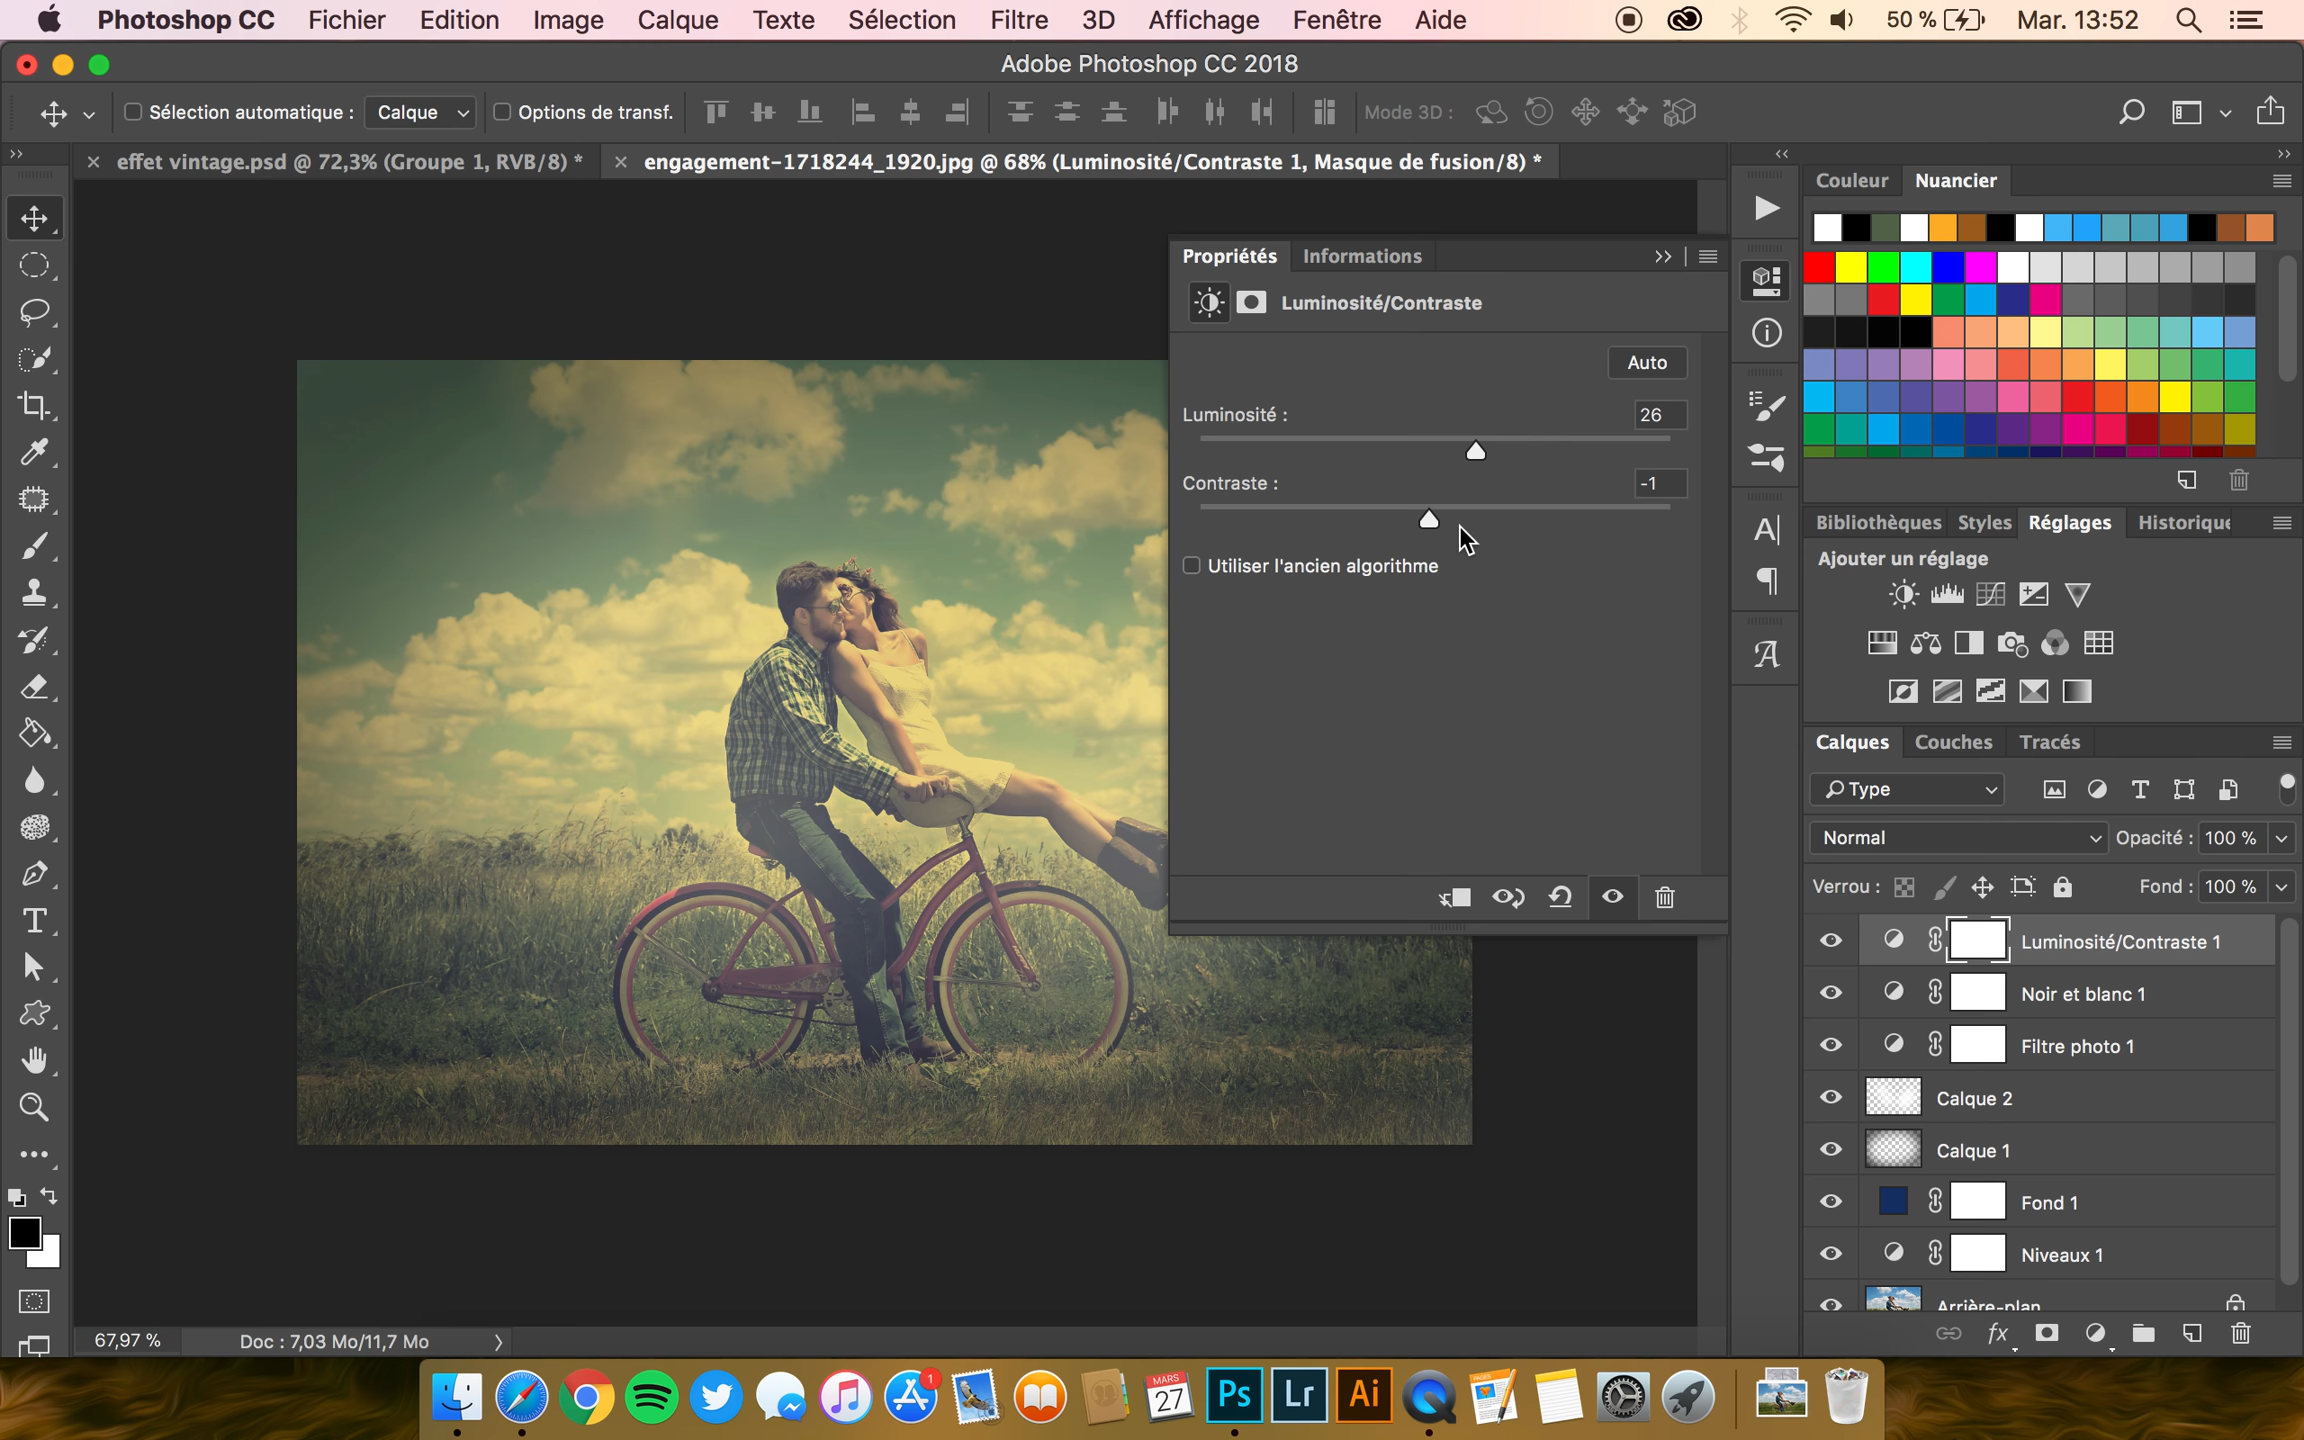 Photoshop CC Fichier Edition Image Calque Texte Sélection Filtre 3D Affichage Fenêtre Aide 50 % Mar. 13:52
Adobe Photoshop CC 2018
Sélection automatique : Calque Options de transf. Mode 3D :
effet vintage.psd @ 72,3% (Groupe 1, RVB/8) * engagement-1718244_1920.jpg @ 68% (Luminosité/Contraste 1, Masque de fusion/8) *
Couleur Nuancier
Propriétés Informations
Luminosité/Contraste
Auto
Luminosité : 26
Contraste : -1
Utiliser l'ancien algorithme
Bibliothèques Styles Réglages Historique
Ajouter un réglage
Calques Couches Tracés
Type
Normal Opacité : 100 %
Verrou : Fond : 100 %
Luminosité/Contraste 1
Noir et blanc 1
Filtre photo 1
Calque 2
Calque 1
Fond 1
Niveaux 1
Arrière-plan
67,97 % Doc : 7,03 Mo/11,7 Mo
1
MARS
27
Ps Lr Ai
PAGES